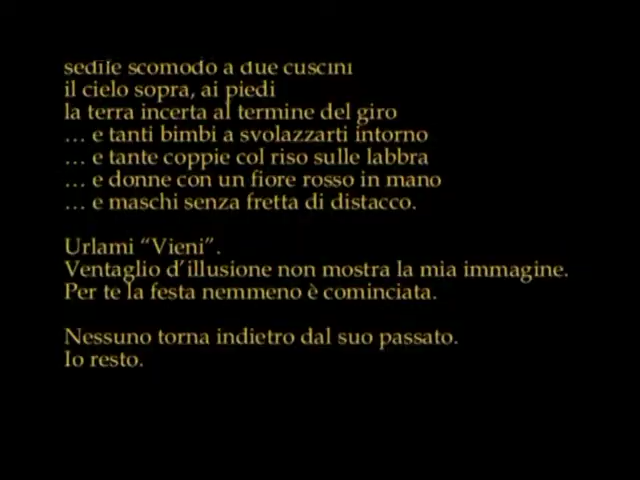 sedile scomodo a due cuscini
il cielo sopra, ai piedi
la terra incerta al termine del giro
… e tanti bimbi a svolazzarti intorno
… e tante coppie col riso sulle labbra
… e donne con un fiore rosso in mano
… e maschi senza fretta di distacco.
Urlami “Vieni”.
Ventaglio d’illusione non mostra la mia immagine.
Per te la festa nemmeno è cominciata.
Nessuno torna indietro dal suo passato.
Io resto.